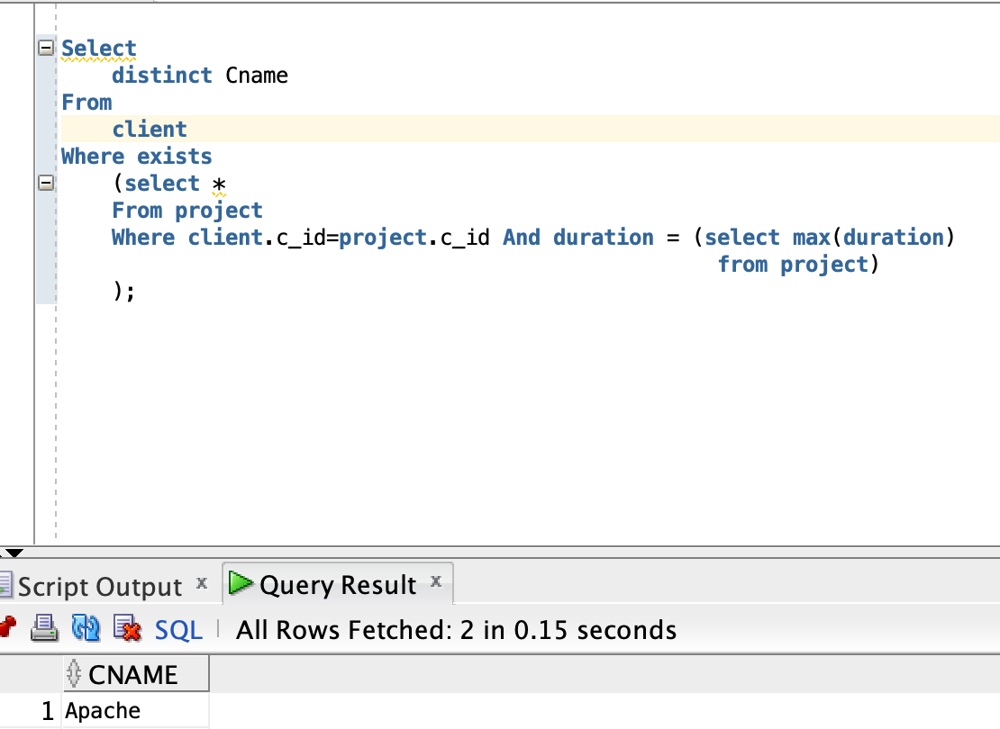 Select
distinct Cname
From
client
Where exists
(select *
From project
Where client.c_id=project.c_id And duration = (select max(duration)
from project)
);
Script Output x Query Result x
SQL All Rows Fetched: 2 in 0.15 seconds
CNAME
1 Apache